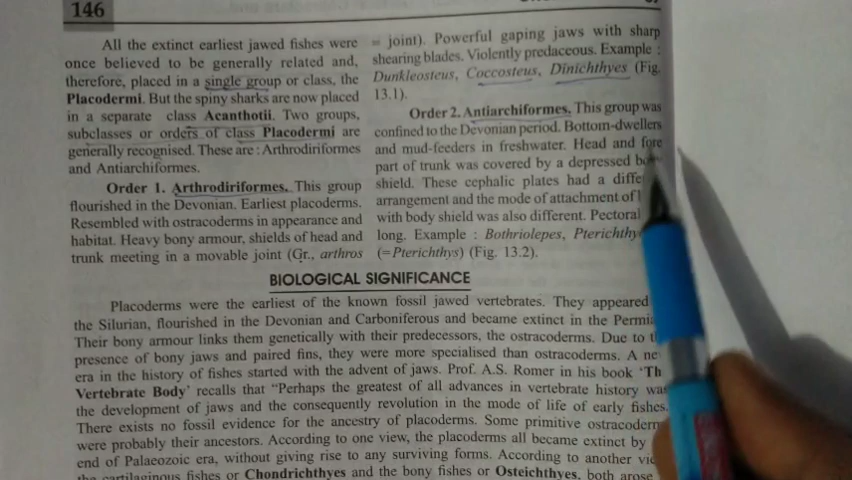 146
All the extinct earliest jawed fishes were
once believed to be generally related and,
therefore, placed in a single group or class, the
Placodermi. But the spiny sharks are now placed
in a separate class Acanthotii. Two groups,
subclasses or orders of class Placodermi are
generally recognised. These are : Arthrodiriformes
and Antiarchiformes.
Order 1. Arthrodiriformes. This group
flourished in the Devonian. Earliest placoderms.
Resembled with ostracoderms in appearance and
habitat. Heavy bony armour, shields of head and
trunk meeting in a movable joint (Gr., arthros
= joint). Powerful gaping jaws with sharp
shearing blades. Violently predaceous. Example :
Dunkleosteus, Coccosteus, Dinichthyes (Fig.
13.1).
Order 2. Antiarchiformes. This group was
confined to the Devonian period. Bottom-dwellers
and mud-feeders in freshwater. Head and fore
part of trunk was covered by a depressed
shield. These cephalic plates had a
arrangement and the mode of attachment of
with body shield was also different. Pectoral
long. Example : Bothriolepes,
(=Pterichthys) (Fig. 13.2).
BIOLOGICAL SIGNIFICANCE
Placoderms were the earliest of the known fossil jawed vertebrates. They appeared
the Silurian, flourished in the Devonian and Carboniferous and became extinct in the
Their bony armour links them genetically with their predecessors, the ostracoderms. Due to
presence of bony jaws and paired fins, they were more specialised than ostracoderms. A
era in the history of fishes started with the advent of jaws. Prof. A.S. Romer in his book
Vertebrate Body' recalls that "Perhaps the greatest of all advances in vertebrate history was
the development of jaws and the consequently revolution in the mode of life of early fishes.
There exists no fossil evidence for the ancestry of placoderms. Some primitive
were probably their ancestors. According to one view, the placoderms all became extinct by
end of Palaeozoic era, without giving rise to any surviving forms. According to another
the cartilaginous fishes or Chondrichthyes and the bony fishes or Osteichthyes, both arose